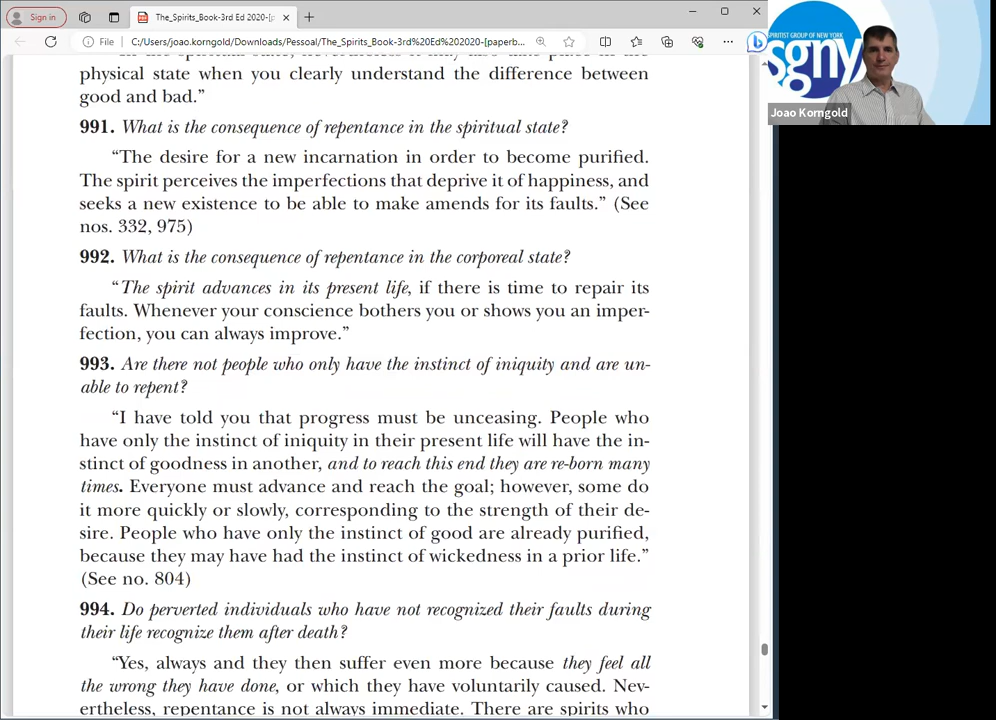 Sign in
The_Spirits_Book-3rd Ed 2020-[p
File
C:/Users/joao.korngold/Downloads/Pessoal/The_Spirits_Book-3rd%20Ed%202020-[paperb...
SPIRITIST GROUP OF NEW YORK
sgny
Joao Korngold
physical state when you clearly understand the difference between
good and bad.”
991. What is the consequence of repentance in the spiritual state?
“The desire for a new incarnation in order to become purified.
The spirit perceives the imperfections that deprive it of happiness, and
seeks a new existence to be able to make amends for its faults.” (See
nos. 332, 975)
992. What is the consequence of repentance in the corporeal state?
“The spirit advances in its present life, if there is time to repair its
faults. Whenever your conscience bothers you or shows you an imper-
fection, you can always improve.”
993. Are there not people who only have the instinct of iniquity and are un-
able to repent?
“I have told you that progress must be unceasing. People who
have only the instinct of iniquity in their present life will have the in-
stinct of goodness in another, and to reach this end they are re-born many
times. Everyone must advance and reach the goal; however, some do
it more quickly or slowly, corresponding to the strength of their de-
sire. People who have only the instinct of good are already purified,
because they may have had the instinct of wickedness in a prior life.”
(See no. 804)
994. Do perverted individuals who have not recognized their faults during
their life recognize them after death?
“Yes, always and they then suffer even more because they feel all
the wrong they have done, or which they have voluntarily caused. Nev-
ertheless, repentance is not always immediate. There are spirits who